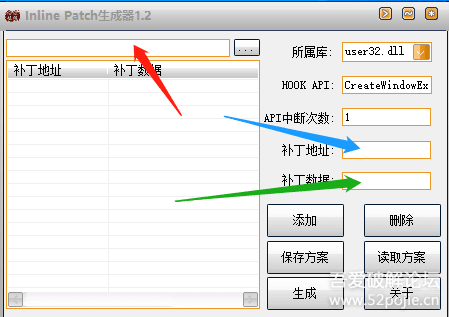 Inline Patch生成器1.2
...
所属库: user32.dll
补丁地址 补丁数据
HOOK API: CreateWindowEx
API中断次数: 1
补丁地址:
补丁数据:
添加 删除
保存方案 读取方案
生成 关于
吾爱破解论坛
www.52pojie.cn